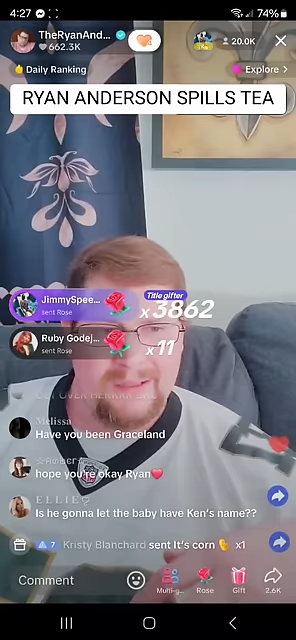 4:27
74%
TheRyanAnd...
662.3K
20.0K
Daily Ranking
Explore >
RYAN ANDERSON SPILLS TEA
Title gifter
JimmySpee...
sent Rose
x3862
Ruby Godej...
sent Rose
x11
Melissa
Have you been Graceland
hope you're okay Ryan
ELLIE
Is he gonna let the baby have Ken's name??
7 Kristy Blanchard sent It's corn x1
2.6K
Comment
Multi-g...
Rose
Gift
2.6K